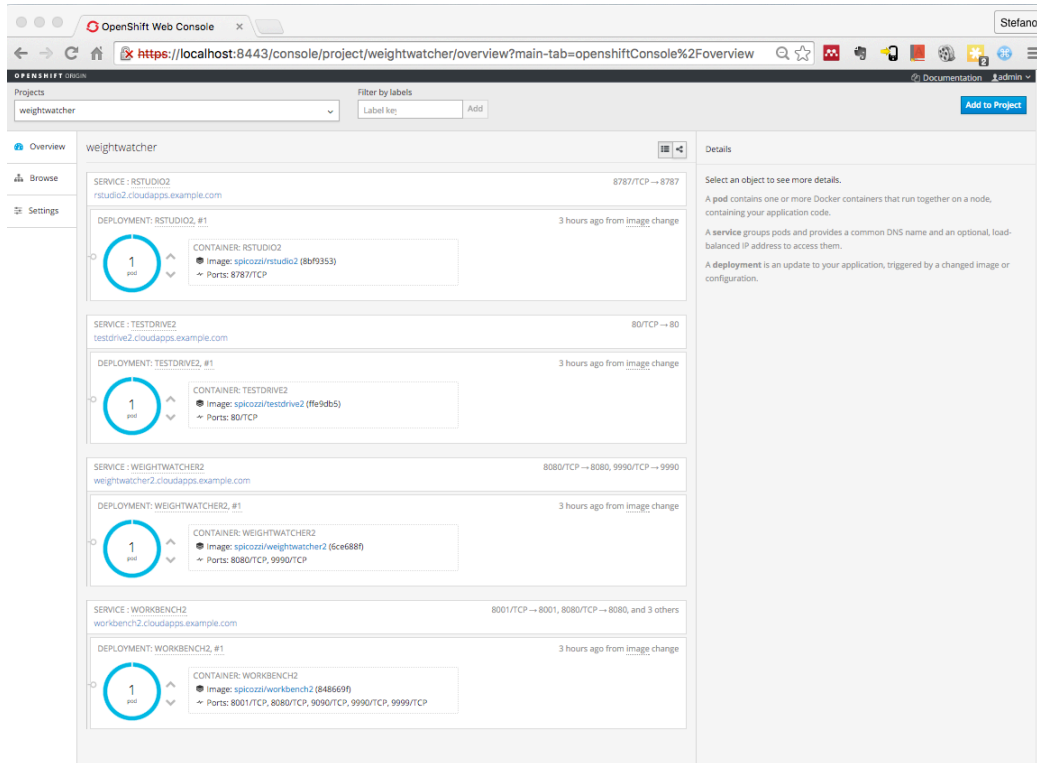 OpenShift Web Console
Stefano
https://localhost:8443/console/project/weightwatcher/overview?main-tab=openshiftConsole%2Foverview
2
OPENSHIFT ORIGIN
Documentation admin
Projects
Filter by labels
weightwatcher
Label key
Add
Add to Project
Overview
Browse
Settings
weightwatcher
SERVICE : RSTUDIO2
8787/TCP → 8787
rstudio2.cloudapps.example.com
DEPLOYMENT: RSTUDIO2, #1
3 hours ago from image change
1
pod
CONTAINER: RSTUDIO2
Image: spicozzi/rstudio2 (8bf9353)
Ports: 8787/TCP
SERVICE : TESTDRIVE2
80/TCP → 80
testdrive2.cloudapps.example.com
DEPLOYMENT: TESTDRIVE2, #1
3 hours ago from image change
1
pod
CONTAINER: TESTDRIVE2
Image: spicozzi/testdrive2 (ffe9db5)
Ports: 80/TCP
SERVICE : WEIGHTWATCHER2
8080/TCP → 8080, 9990/TCP → 9990
weightwatcher2.cloudapps.example.com
DEPLOYMENT: WEIGHTWATCHER2, #1
3 hours ago from image change
1
pod
CONTAINER: WEIGHTWATCHER2
Image: spicozzi/weightwatcher2 (6ce688f)
Ports: 8080/TCP, 9990/TCP
SERVICE : WORKBENCH2
8001/TCP → 8001, 8080/TCP → 8080, and 3 others
workbench2.cloudapps.example.com
DEPLOYMENT: WORKBENCH2, #1
3 hours ago from image change
1
pod
CONTAINER: WORKBENCH2
Image: spicozzi/workbench2 (848669f)
Ports: 8001/TCP, 8080/TCP, 9090/TCP, 9990/TCP, 9999/TCP
Details
Select an object to see more details.
A pod contains one or more Docker containers that run together on a node,
containing your application code.
A service groups pods and provides a common DNS name and an optional, load-
balanced IP address to access them.
A deployment is an update to your application, triggered by a changed image or
configuration.